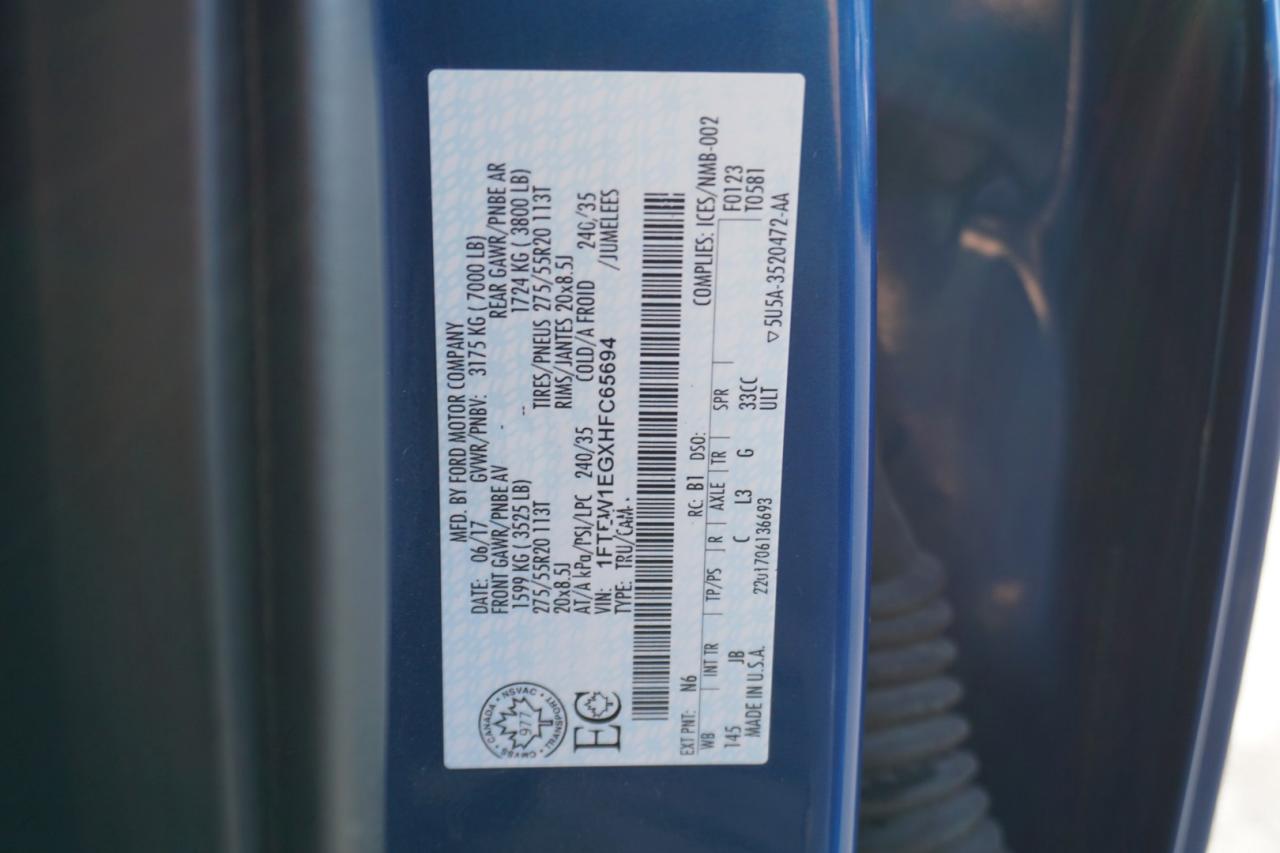 MFD. BY FORD MOTOR COMPANY
DATE: 06/17 GVWR/PNBV: 3175 KG ( 7000 LB)
FRONT GAWR/PNBE AV REAR GAWR/PNBE AR
1599 KG ( 3525 LB) 1724 KG ( 3800 LB)
275/55R20 113T TIRES/PNEUS 275/55R20 113T
20x8.5J RIMS/JANTES 20x8.5J
AT/A kPa/PSI/LPC 240/35 COLD/A FROID 240/35
VIN: 1FTEW1EGXHFC65694 /JUMELEES
TYPE: TRU/CAM.
CANADA • NSVAC • TRANSPORT • CMVSS
977
EC
COMPLIES: ICES/NMB-002
EXT PNT: N6 RC: B1 DSO:
WB INT TR TP/PS R AXLE TR SPR F0123
145 JB C L3 G 33CC T0581
MADE IN U.S.A. ULT
22u1706136693 ▽5U5A-3520472-AA